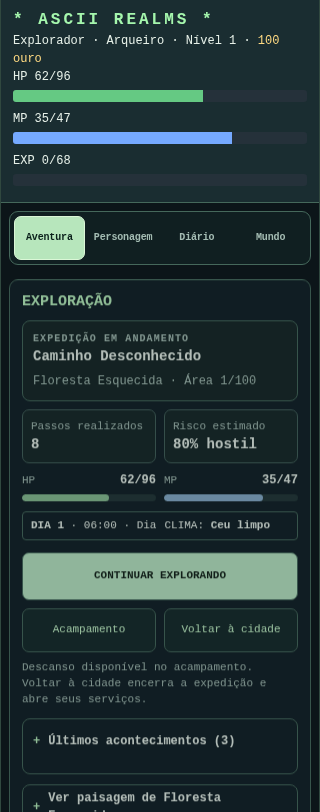 * ASCII REALMS *
Explorador · Arqueiro · Nível 1 · 100
ouro
HP 62/96
MP 35/47
EXP 0/68
Aventura Personagem Diário Mundo
EXPLORAÇÃO
EXPEDIÇÃO EM ANDAMENTO
Caminho Desconhecido
Floresta Esquecida · Área 1/100
Passos realizados
8
Risco estimado
80% hostil
HP 62/96 MP 35/47
DIA 1 · 06:00 · Dia CLIMA: Ceu limpo
CONTINUAR EXPLORANDO
Acampamento Voltar à cidade
Descanso disponível no acampamento.
Voltar à cidade encerra a expedição e
abre seus serviços.
+ Últimos acontecimentos (3)
+ Ver paisagem de Floresta